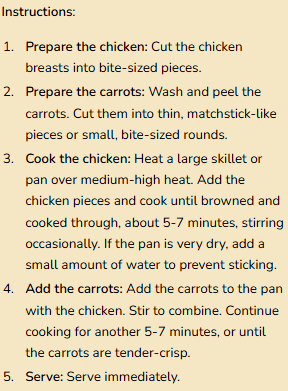 Instructions:
1. Prepare the chicken: Cut the chicken
breasts into bite-sized pieces.
2. Prepare the carrots: Wash and peel the
carrots. Cut them into thin, matchstick-like
pieces or small, bite-sized rounds.
3. Cook the chicken: Heat a large skillet or
pan over medium-high heat. Add the
chicken pieces and cook until browned and
cooked through, about 5-7 minutes, stirring
occasionally. If the pan is very dry, add a
small amount of water to prevent sticking.
4. Add the carrots: Add the carrots to the pan
with the chicken. Stir to combine. Continue
cooking for another 5-7 minutes, or until
the carrots are tender-crisp.
5. Serve: Serve immediately.